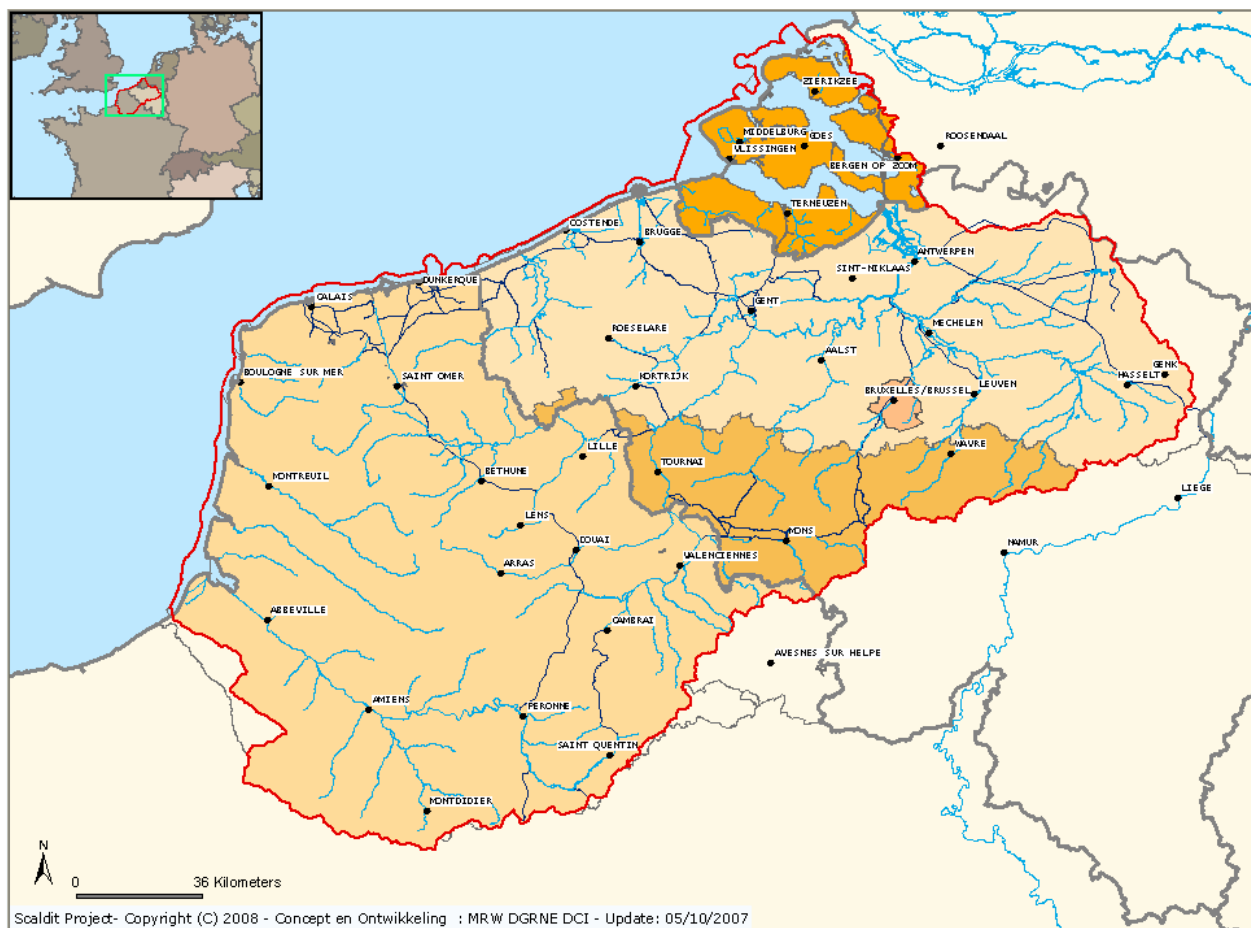 ZIERIKZEE
MIDDELBURG
GOES
ROOSENDAAL
VLISSINGEN
BERGEN OP ZOOM
TERNEUZEN
OOSTENDE
BRUGGE
ANTWERPEN
SINT-NIKLAAS
DUNKERQUE
CALAIS
GENT
ROESELARE
MECHELEN
AALST
GENK
BOULOGNE SUR MER
SAINT OMER
KORTRIJK
BRUXELLES/BRUSSEL
LEUVEN
HASSELT
LILLE
WAVRE
TOURNAI
BETHUNE
MONTREUIL
LIEGE
LENS
MONS
DOUAI
NAMUR
VALENCIENNES
ARRAS
ABBEVILLE
CAMBRAI
AVESNES SUR HELPE
AMIENS
PERONNE
SAINT QUENTIN
MONTDIDIER
N
0 36 Kilometers
Scaldit Project- Copyright (C) 2008 - Concept en Ontwikkeling : MRW DGRNE DCI - Update: 05/10/2007